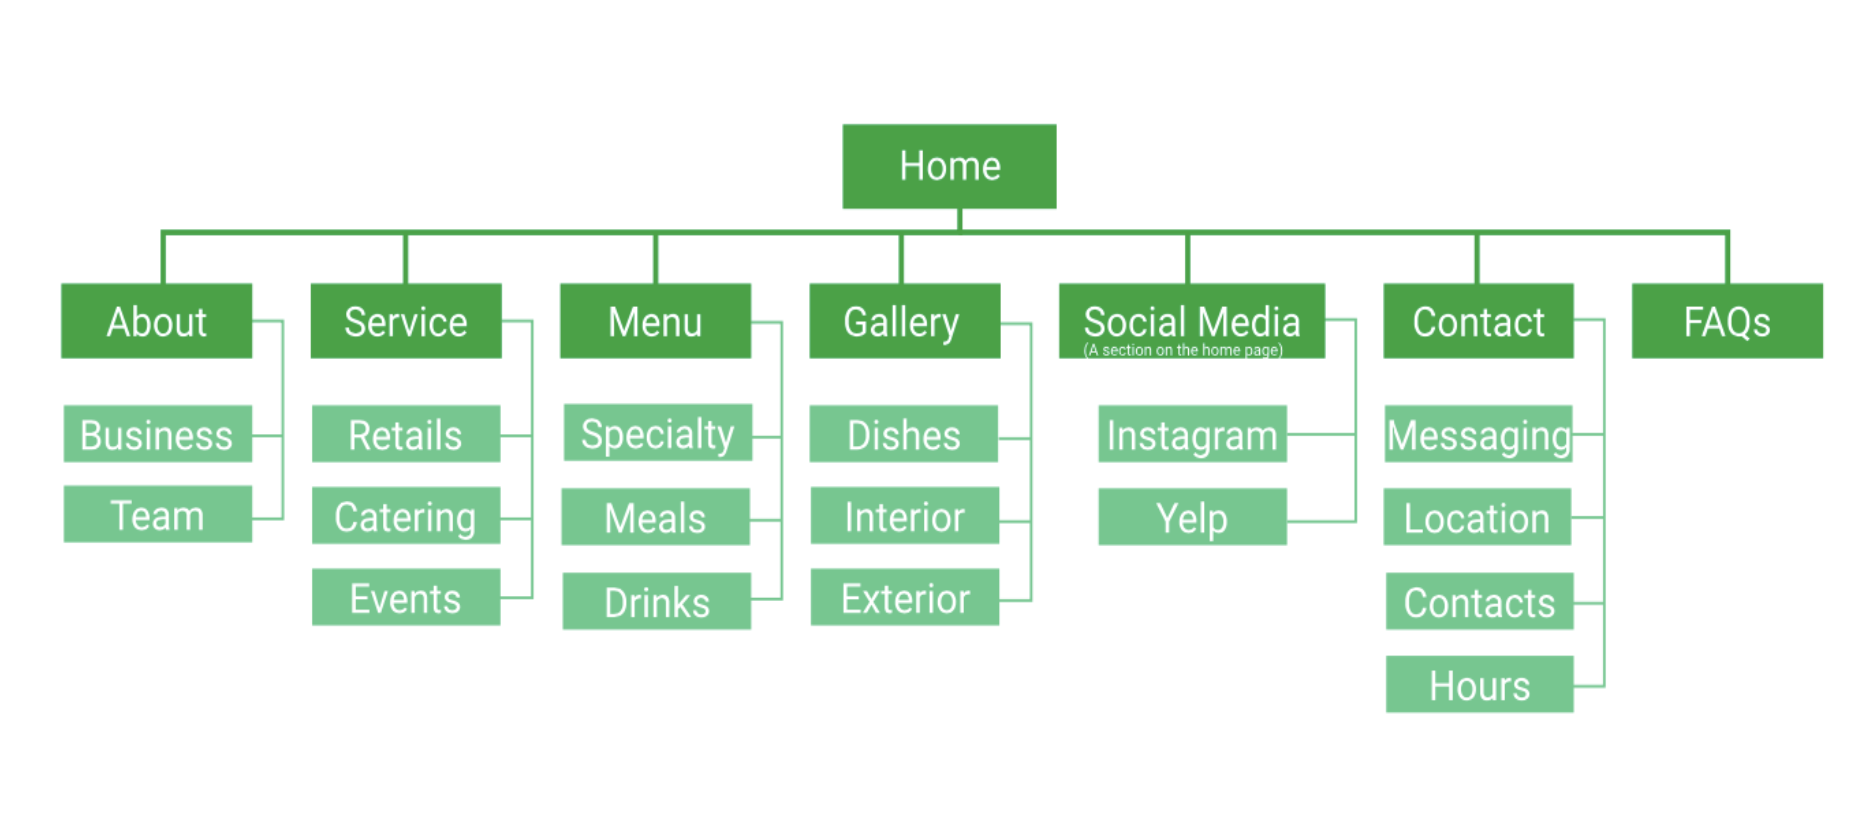 Home
About
Service
Menu
Gallery
Social Media
(A section on the home page)
Contact
FAQs
Business
Team
Retails
Catering
Events
Specialty
Meals
Drinks
Dishes
Interior
Exterior
Instagram
Yelp
Messaging
Location
Contacts
Hours